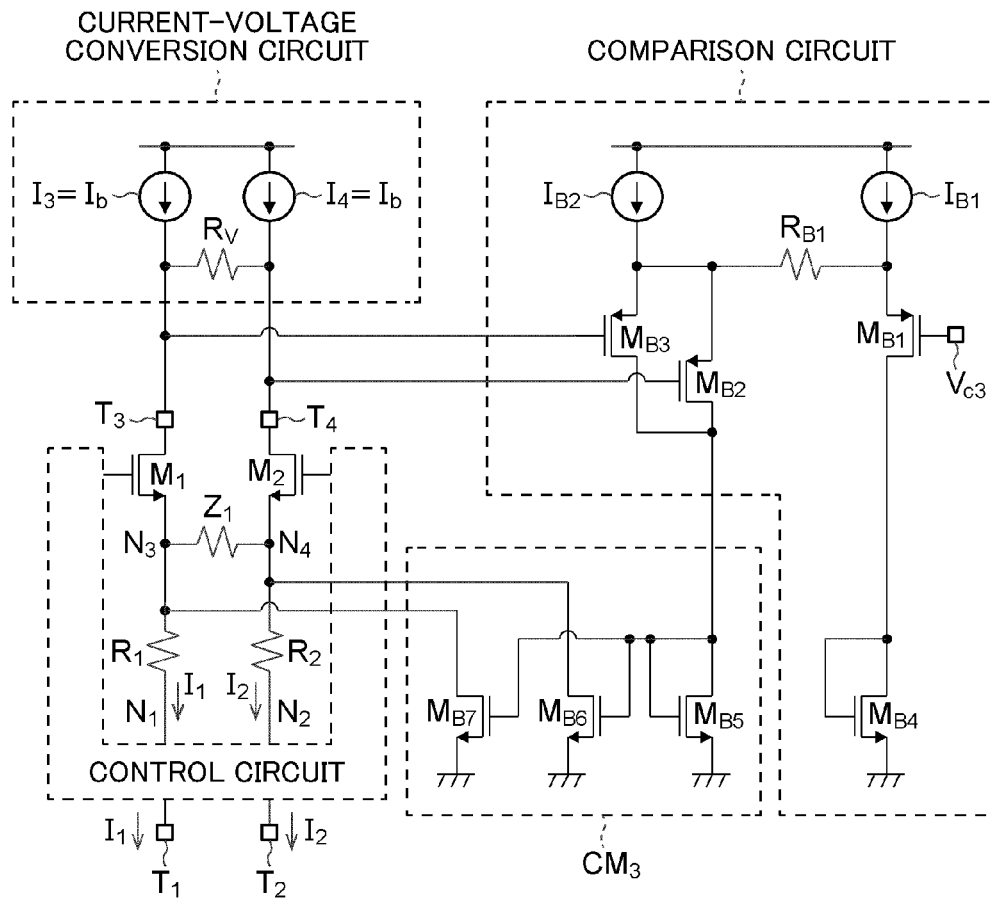 CURRENT-VOLTAGE
CONVERSION CIRCUIT
COMPARISON CIRCUIT
I3= Ib
I4= Ib
RV
IB2
IB1
RB1
MB3
MB2
MB1
Vc3
T3
T4
M1
M2
Z1
N3
N4
R1
R2
I1
I2
N1
N2
MB7
MB6
MB5
MB4
CONTROL CIRCUIT
I1
I2
T1
T2
CM3